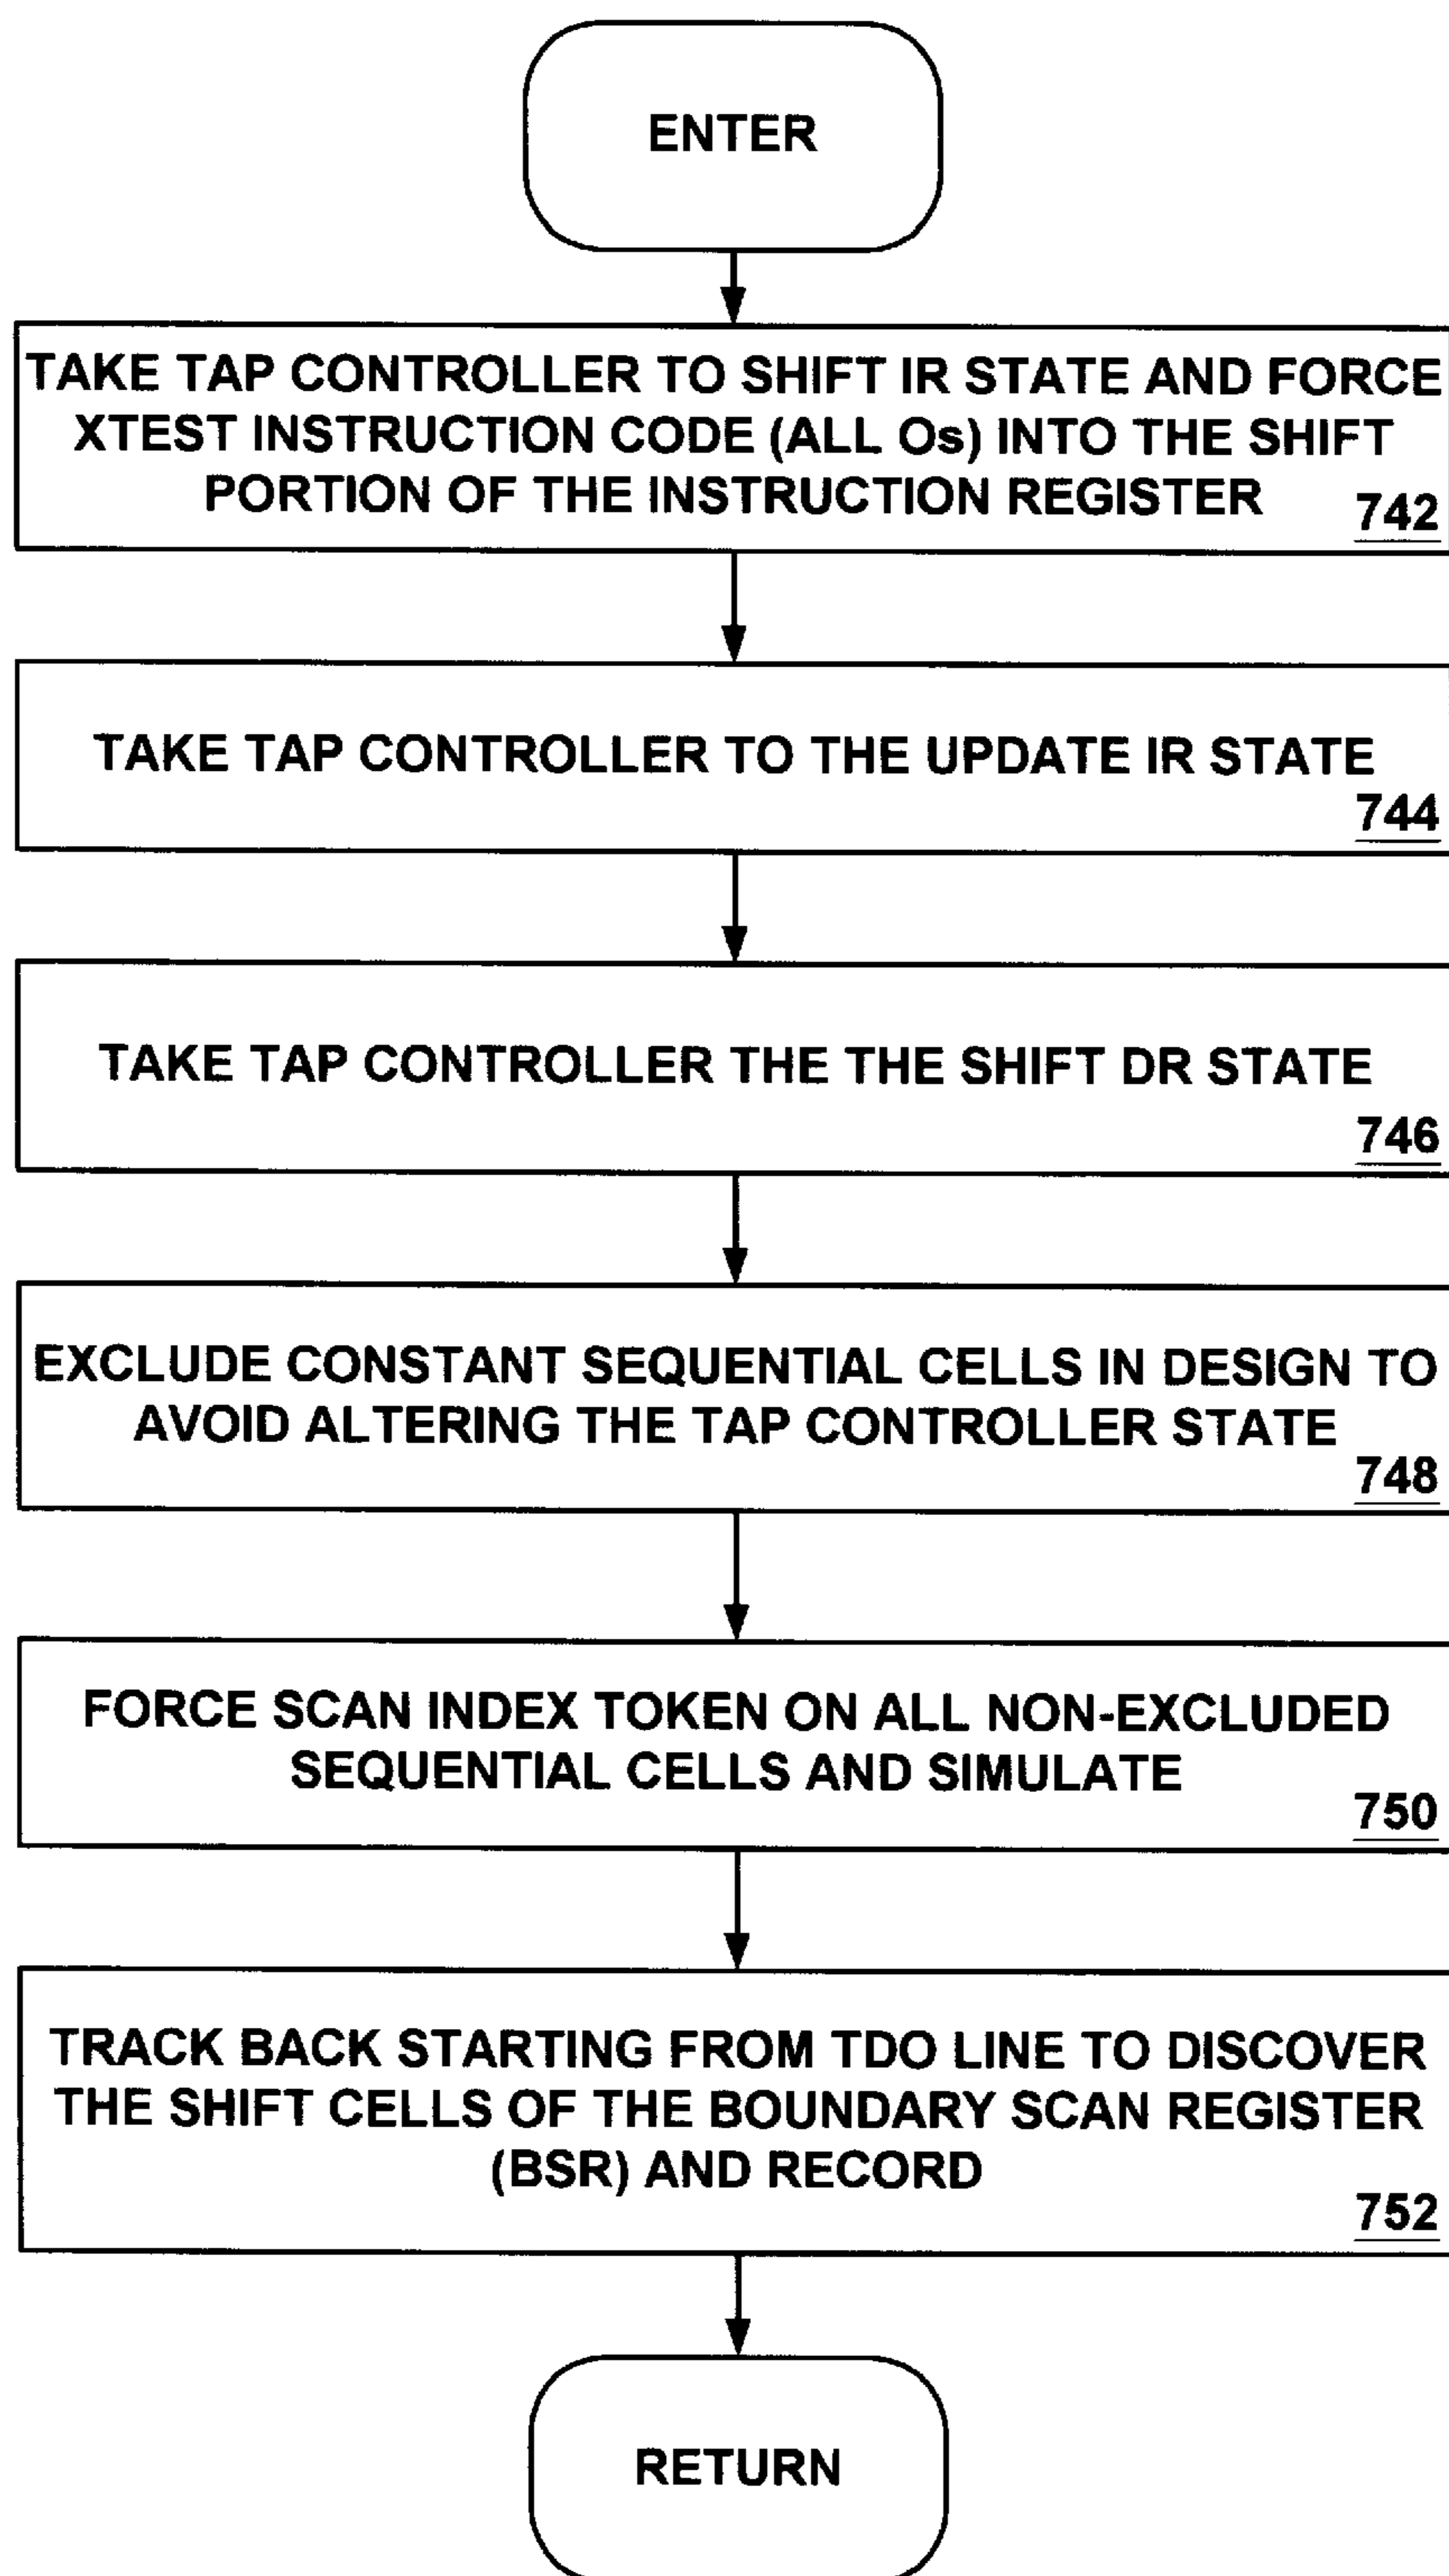 ENTER
TAKE TAP CONTROLLER TO SHIFT IR STATE AND FORCE
XTEST INSTRUCTION CODE (ALL Os) INTO THE SHIFT
PORTION OF THE INSTRUCTION REGISTER
742
TAKE TAP CONTROLLER TO THE UPDATE IR STATE
744
TAKE TAP CONTROLLER THE THE SHIFT DR STATE
746
EXCLUDE CONSTANT SEQUENTIAL CELLS IN DESIGN TO
AVOID ALTERING THE TAP CONTROLLER STATE
748
FORCE SCAN INDEX TOKEN ON ALL NON-EXCLUDED
SEQUENTIAL CELLS AND SIMULATE
750
TRACK BACK STARTING FROM TDO LINE TO DISCOVER
THE SHIFT CELLS OF THE BOUNDARY SCAN REGISTER
(BSR) AND RECORD
752
RETURN